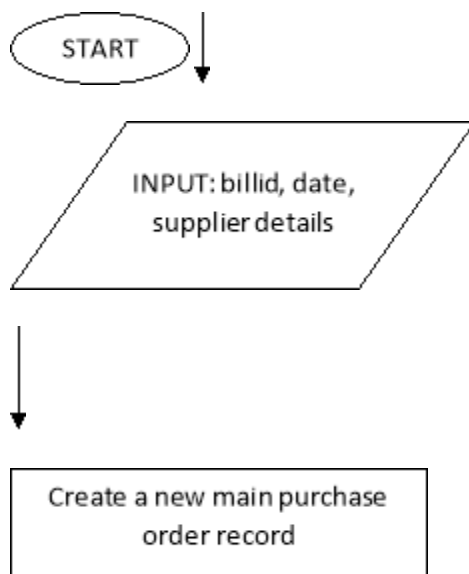 START
INPUT: billid, date,
supplier details
Create a new main purchase
order record